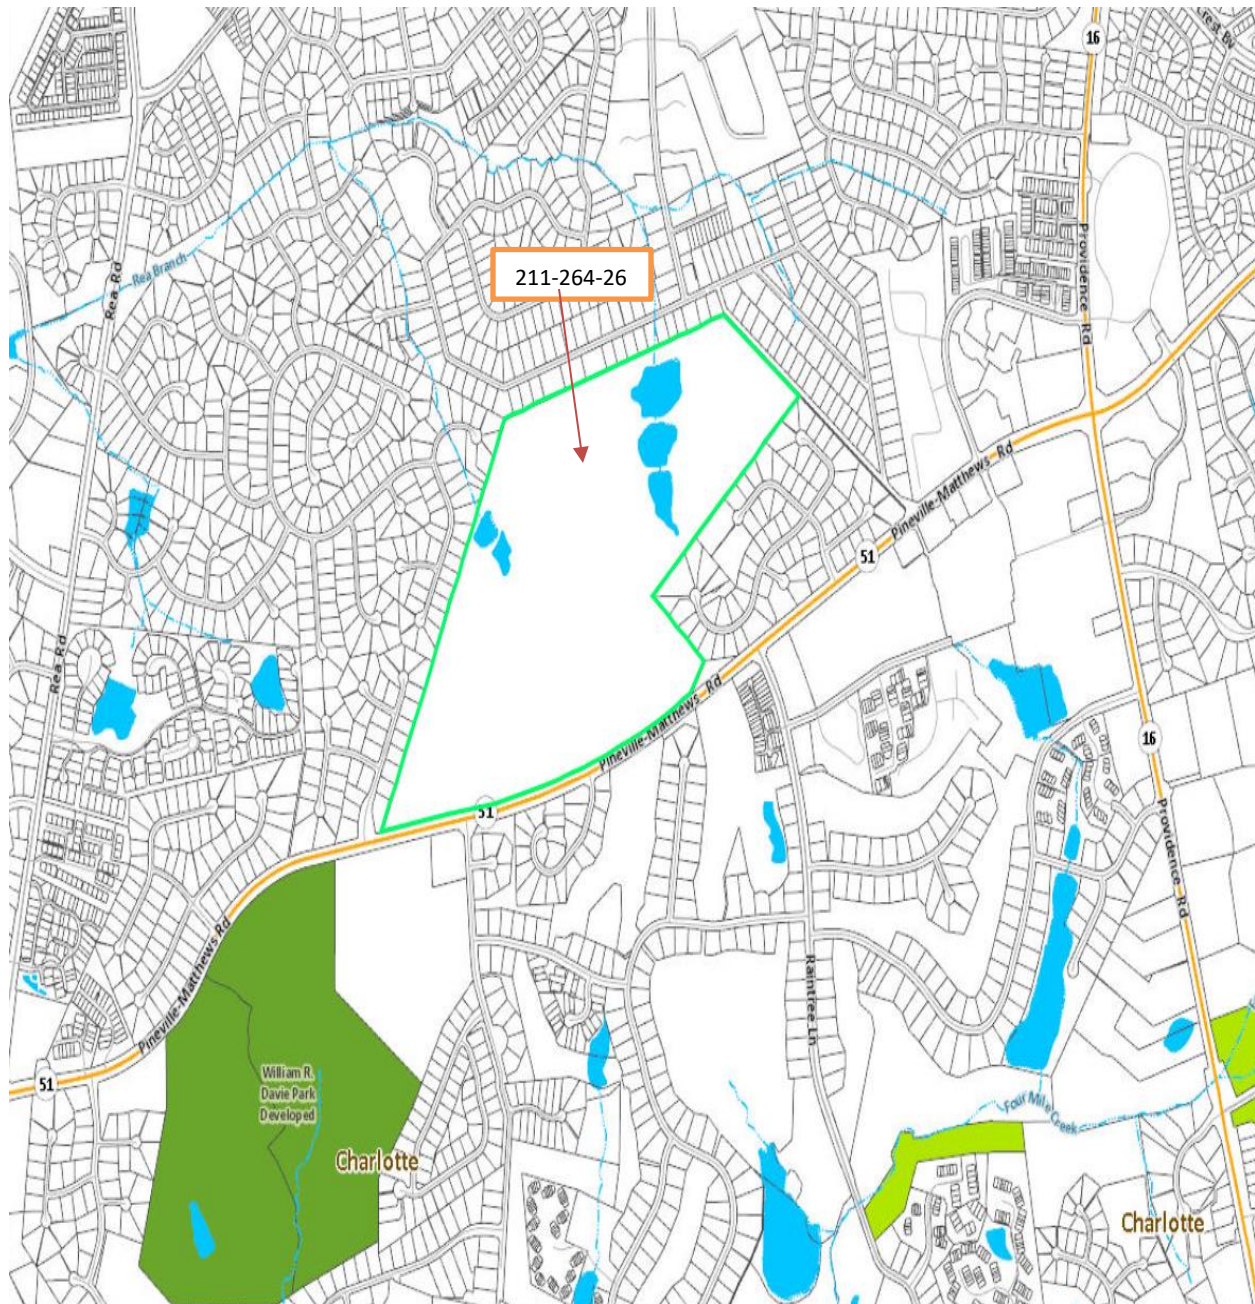 16
Crest Bv
Rea Branch
Rea Rd
211-264-26
Providence Rd
Pineville-Matthews Rd
51
Rea Rd
Pineville-Matthews Rd
51
16
Providence Rd
Pineville-Matthews Rd
Raintree Ln
51
William R.
Davie Park
Developed
Four Mile Creek
Charlotte
Charlotte